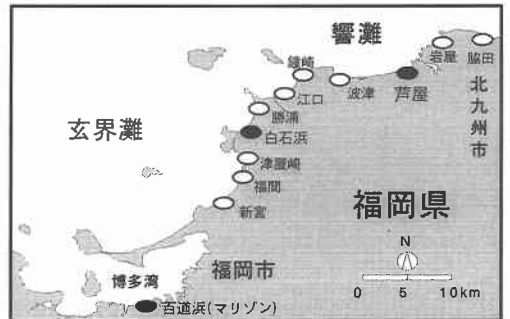 響灘
岩屋
脇田
鐘崎
波津
芦屋
江口
北九州市
勝浦
玄界灘
白石浜
津屋崎
福間
福岡県
新宮
N
福岡市
博多湾
0 5 10km
百道浜(マリゾン)